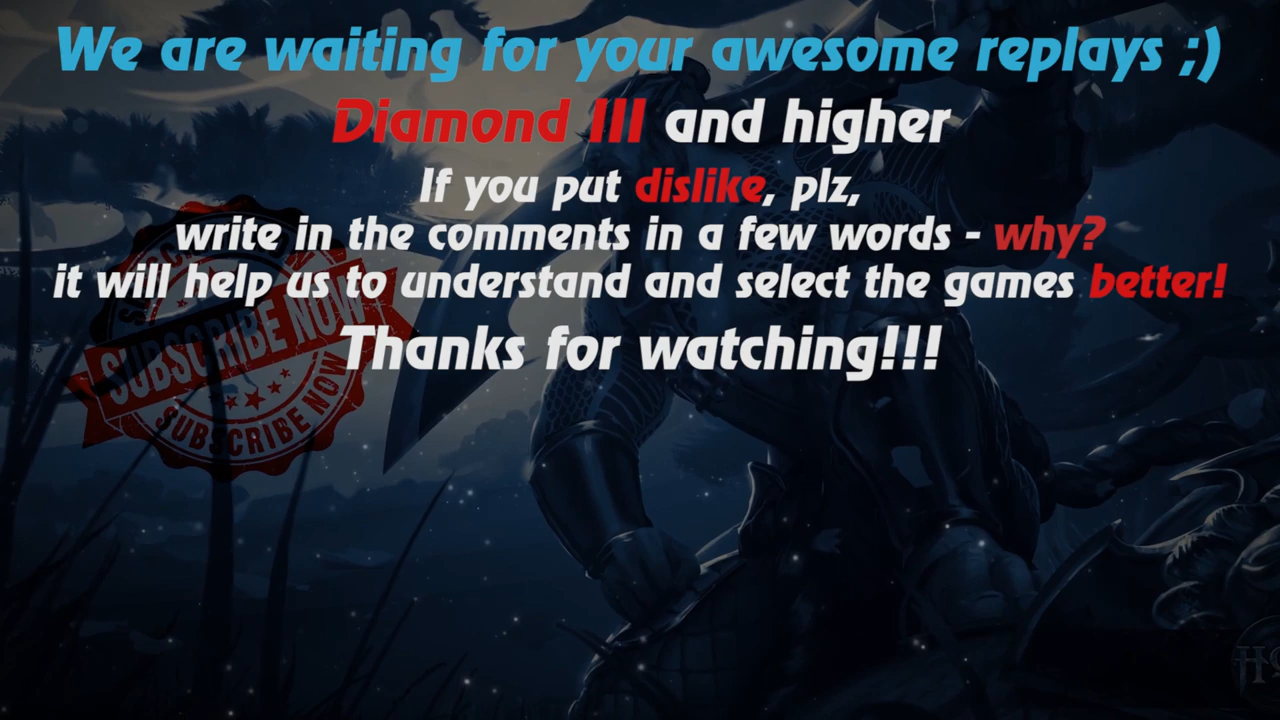 We are waiting for your awesome replays ;)
Diamond III and higher
If you put dislike, plz,
write in the comments in a few words - why?
it will help us to understand and select the games better!
Thanks for watching!!!
SUBSCRIBE NOW
SUBSCRIBE NOW